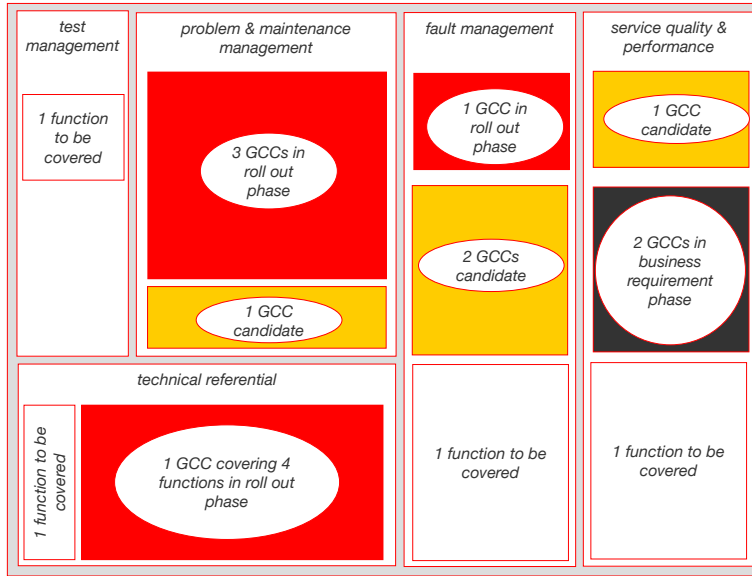 test
management
1 function
to be
covered
problem & maintenance
management
3 GCCs in
roll out
phase
1 GCC
candidate
fault management
1 GCC in
roll out
phase
2 GCCs
candidate
1 function to be
covered
service quality &
performance
1 GCC
candidate
2 GCCs in
business
requirement
phase
1 function to be
covered
technical referential
1 function to be
covered
1 GCC covering 4
functions in roll out
phase